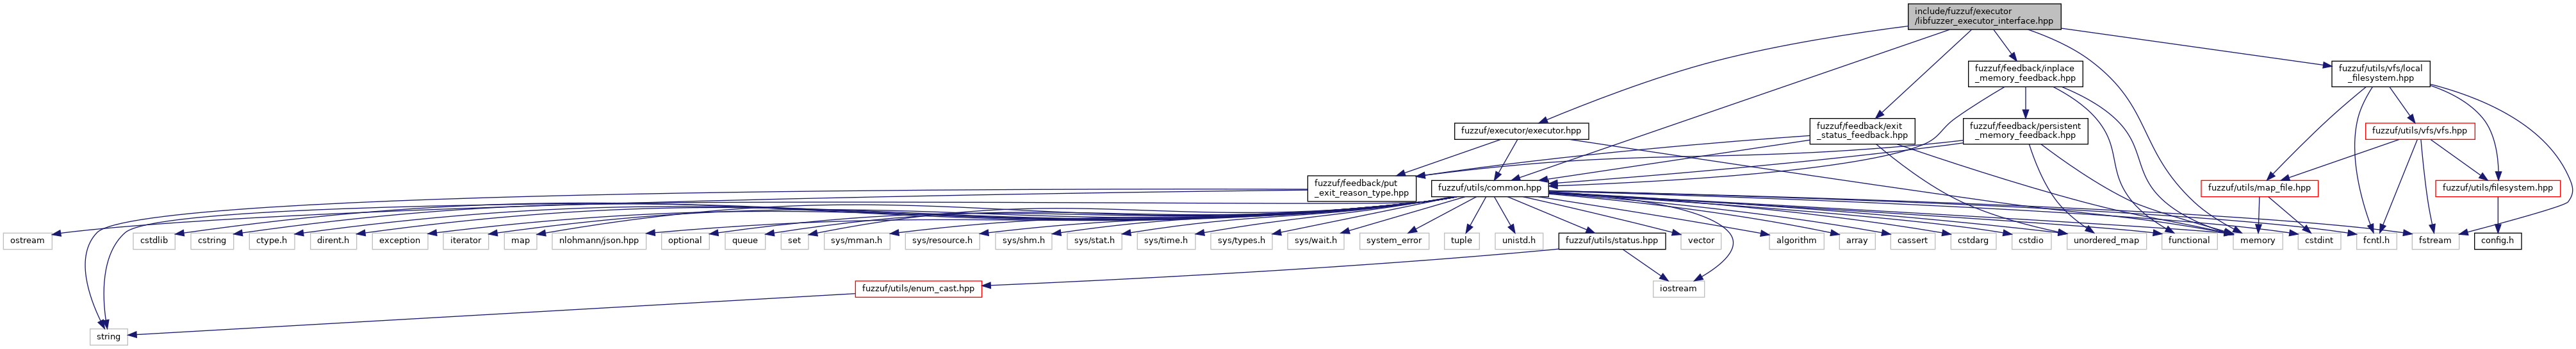 include/fuzzuf/executor
/libfuzzer_executor_interface.hpp
fuzzuf/feedback/inplace
_memory_feedback.hpp
fuzzuf/utils/vfs/local
_filesystem.hpp
fuzzuf/executor/executor.hpp
fuzzuf/feedback/exit
_status_feedback.hpp
fuzzuf/feedback/persistent
_memory_feedback.hpp
fuzzuf/utils/vfs/vfs.hpp
fuzzuf/feedback/put
_exit_reason_type.hpp
fuzzuf/utils/common.hpp
fuzzuf/utils/map_file.hpp
fuzzuf/utils/filesystem.hpp
ostream
cstdlib
cstring
ctype.h
dirent.h
exception
iterator
map
nlohmann/json.hpp
optional
queue
set
sys/mman.h
sys/resource.h
sys/shm.h
sys/stat.h
sys/time.h
sys/types.h
sys/wait.h
system_error
tuple
unistd.h
fuzzuf/utils/status.hpp
vector
algorithm
array
cassert
cstdarg
cstdio
unordered_map
functional
memory
cstdint
fcntl.h
fstream
config.h
fuzzuf/utils/enum_cast.hpp
iostream
string